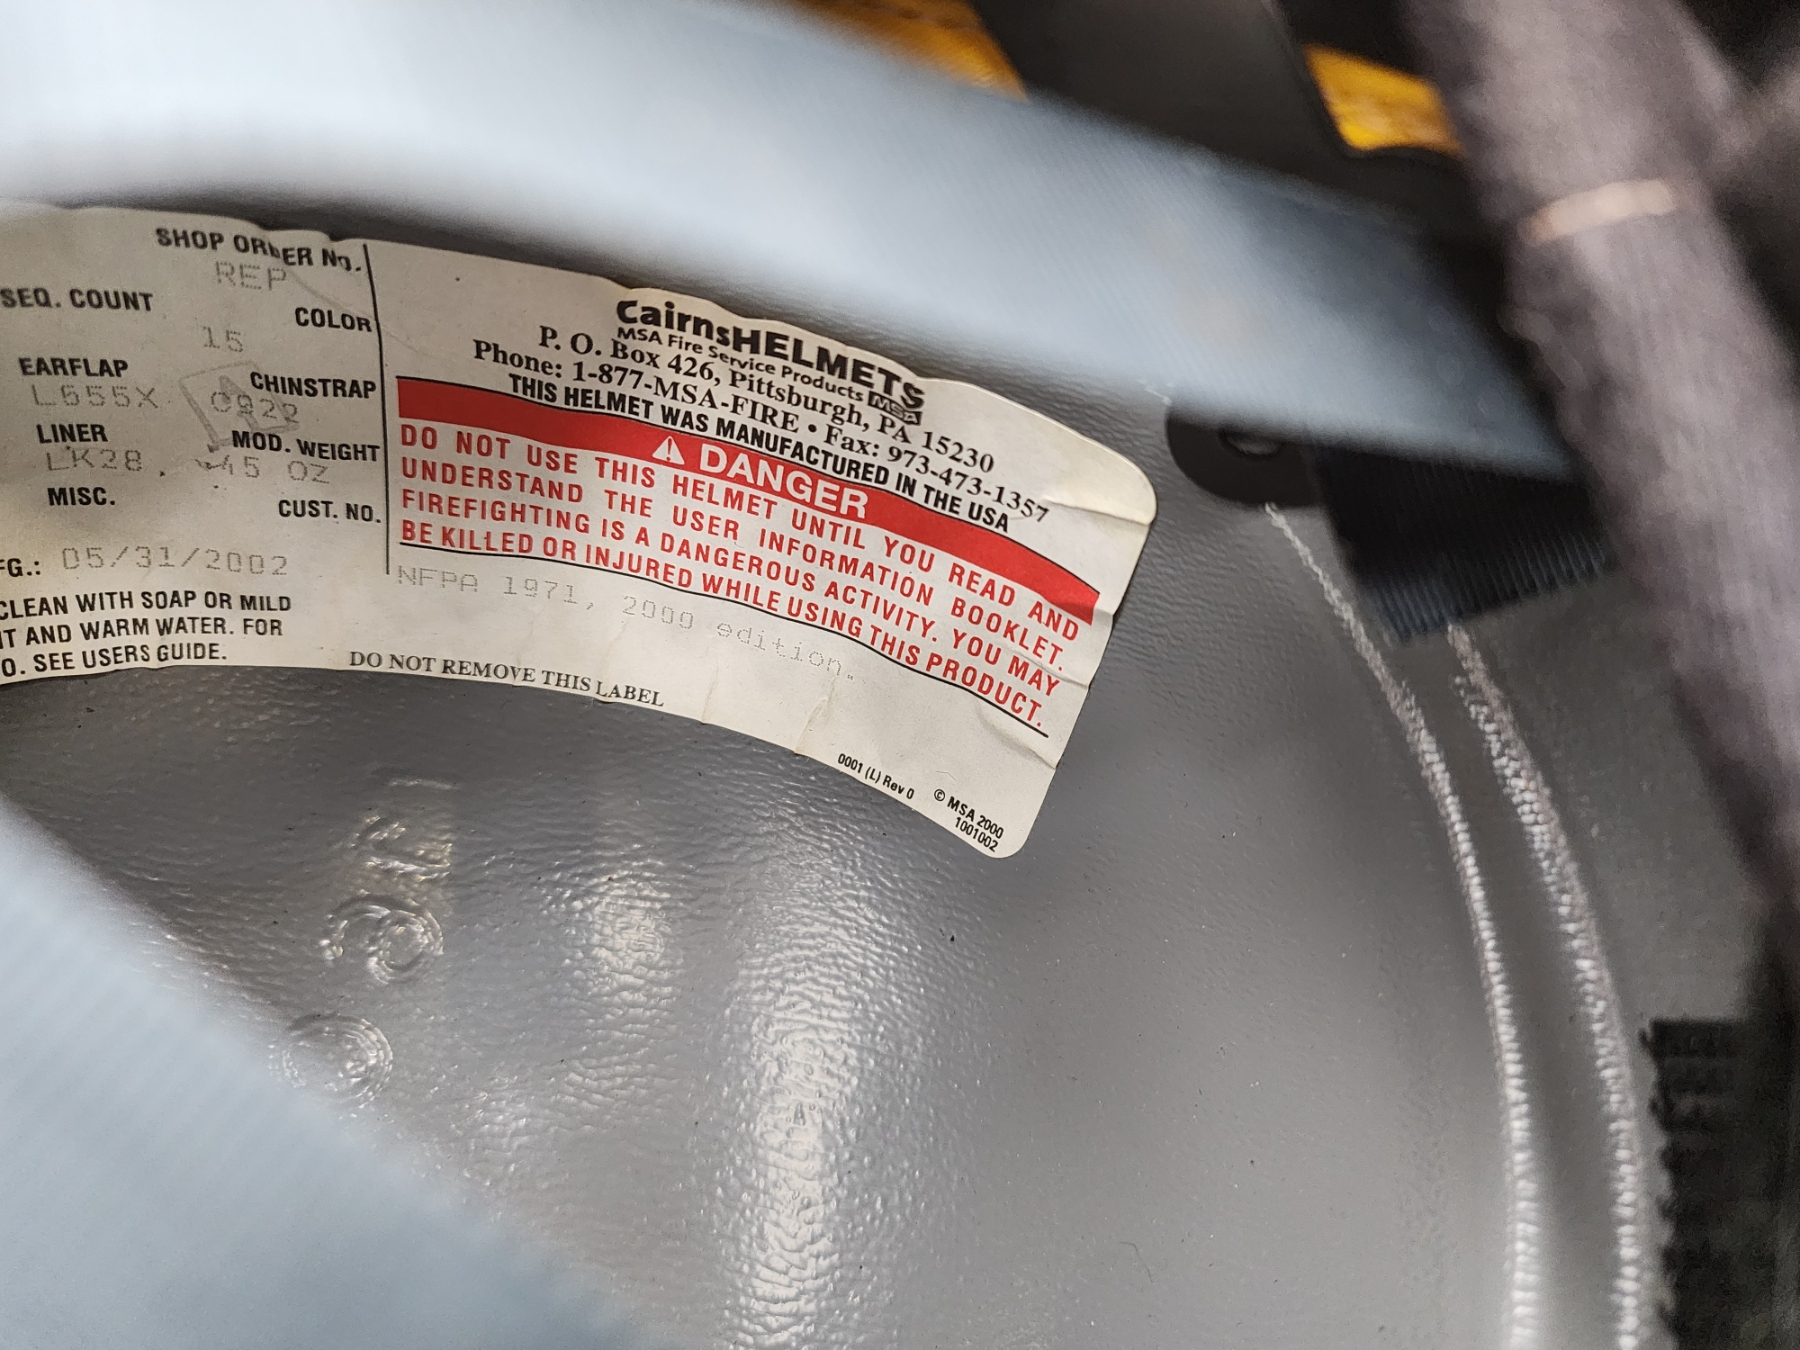 SHOP ORDER No.
REP
SEQ. COUNT
COLOR
15
EARFLAP
CHINSTRAP
L655X
0922
LINER
MOD. WEIGHT
LK28
45 OZ
MISC.
CUST. NO.
FG.: 05/31/2002
CLEAN WITH SOAP OR MILD
T AND WARM WATER. FOR
O. SEE USERS GUIDE.
CairnsHELMETS
MSA Fire Service Products MSA
P. O. Box 426, Pittsburgh, PA 15230
Phone: 1-877-MSA-FIRE • Fax: 973-473-1357
THIS HELMET WAS MANUFACTURED IN THE USA
⚠ DANGER
DO NOT USE THIS HELMET UNTIL YOU READ AND
UNDERSTAND THE USER INFORMATION BOOKLET.
FIREFIGHTING IS A DANGEROUS ACTIVITY. YOU MAY
BE KILLED OR INJURED WHILE USING THIS PRODUCT.
NFPA 1971, 2000 edition.
DO NOT REMOVE THIS LABEL
0001 (L) Rev 0
© MSA 2000
1001002